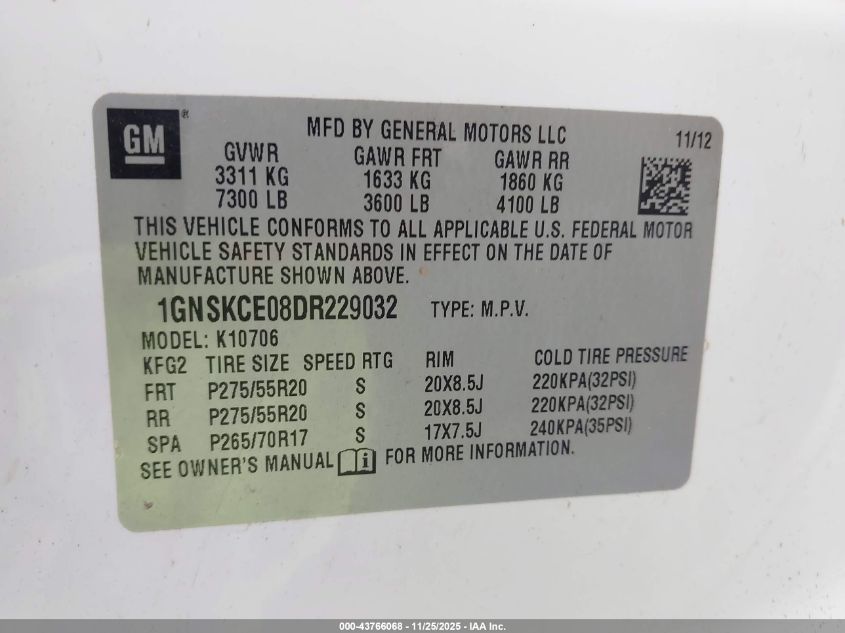 GM ®
MFD BY GENERAL MOTORS LLC 11/12
GVWR GAWR FRT GAWR RR
3311 KG 1633 KG 1860 KG
7300 LB 3600 LB 4100 LB
THIS VEHICLE CONFORMS TO ALL APPLICABLE U.S. FEDERAL MOTOR
VEHICLE SAFETY STANDARDS IN EFFECT ON THE DATE OF
MANUFACTURE SHOWN ABOVE.
1GNSKCE08DR229032 TYPE: M.P.V.
MODEL: K10706
KFG2 TIRE SIZE SPEED RTG RIM COLD TIRE PRESSURE
FRT P275/55R20 S 20X8.5J 220KPA(32PSI)
RR P275/55R20 S 20X8.5J 220KPA(32PSI)
SPA P265/70R17 S 17X7.5J 240KPA(35PSI)
SEE OWNER'S MANUAL i FOR MORE INFORMATION.
000-43766068 - 11/25/2025 - IAA Inc.